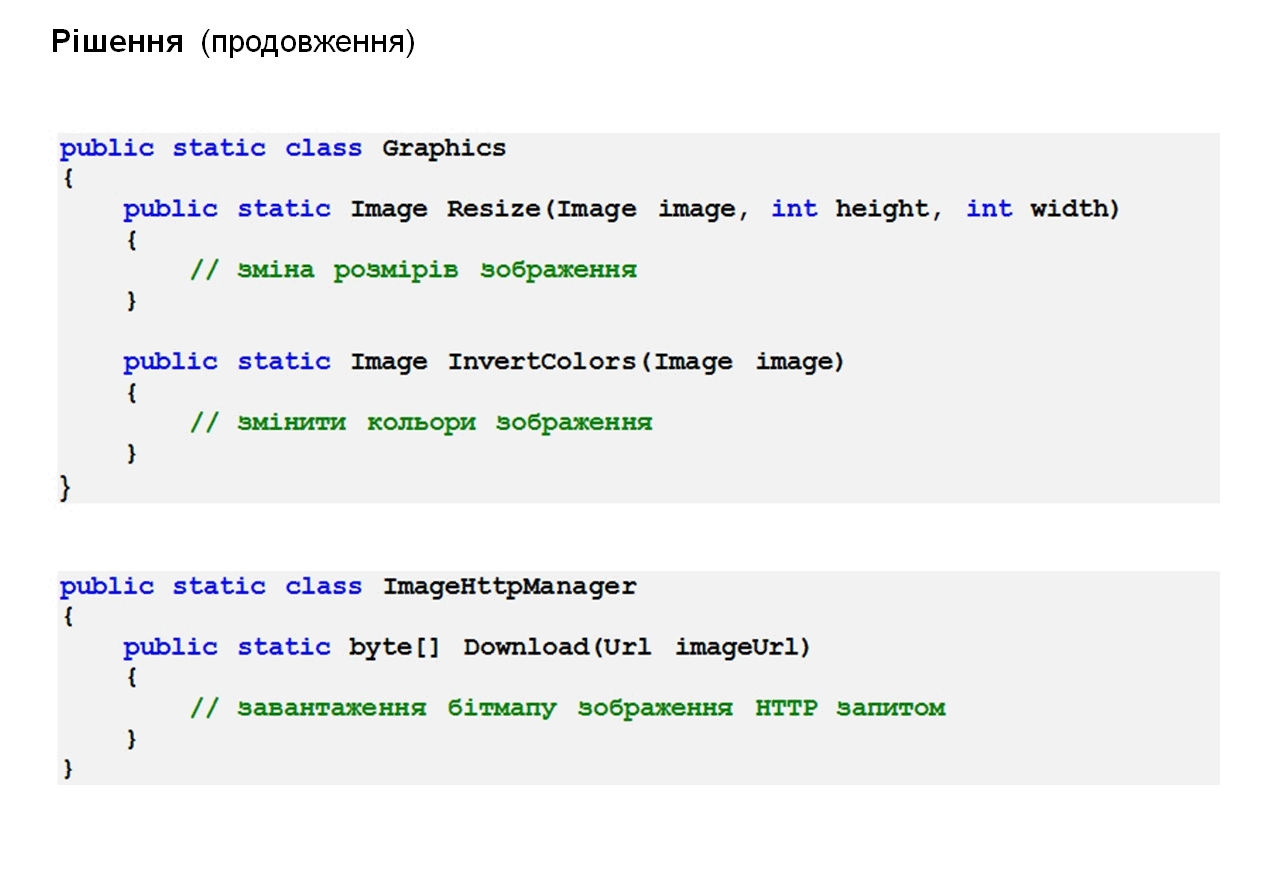 Рішення (продовження)
public static class Graphics
{
public static Image Resize(Image image, int height, int width)
{
// зміна розмірів зображення
}
public static Image InvertColors(Image image)
{
// змінити кольори зображення
}
}
public static class ImageHttpManager
{
public static byte[] Download(Url imageUrl)
{
// завантаження бітмапу зображення HTTP запитом
}
}